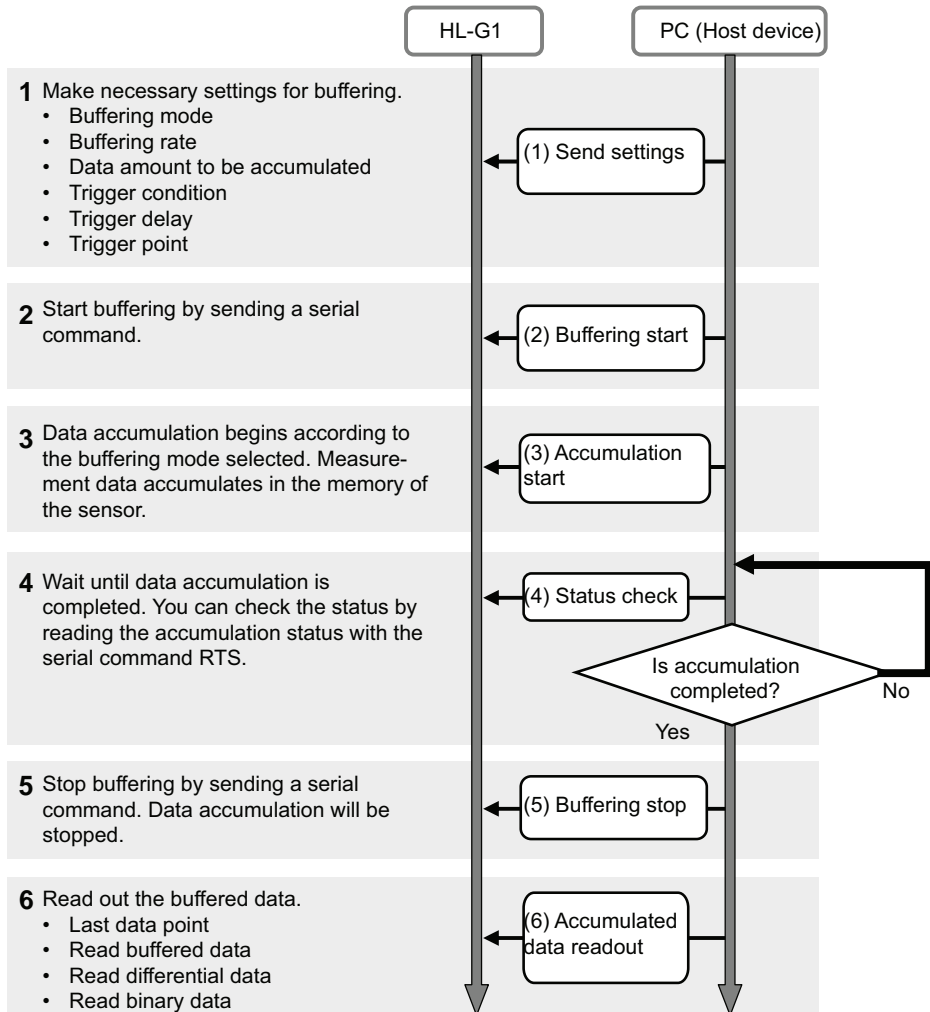 HL-G1
PC (Host device)
1 Make necessary settings for buffering.
• Buffering mode
• Buffering rate
• Data amount to be accumulated
• Trigger condition
• Trigger delay
• Trigger point
(1) Send settings
2 Start buffering by sending a serial
command.
(2) Buffering start
3 Data accumulation begins according to
the buffering mode selected. Measure-
ment data accumulates in the memory of
the sensor.
(3) Accumulation
start
4 Wait until data accumulation is
completed. You can check the status by
reading the accumulation status with the
serial command RTS.
(4) Status check
Is accumulation
completed?
No
Yes
5 Stop buffering by sending a serial
command. Data accumulation will be
stopped.
(5) Buffering stop
6 Read out the buffered data.
• Last data point
• Read buffered data
• Read differential data
• Read binary data
(6) Accumulated
data readout